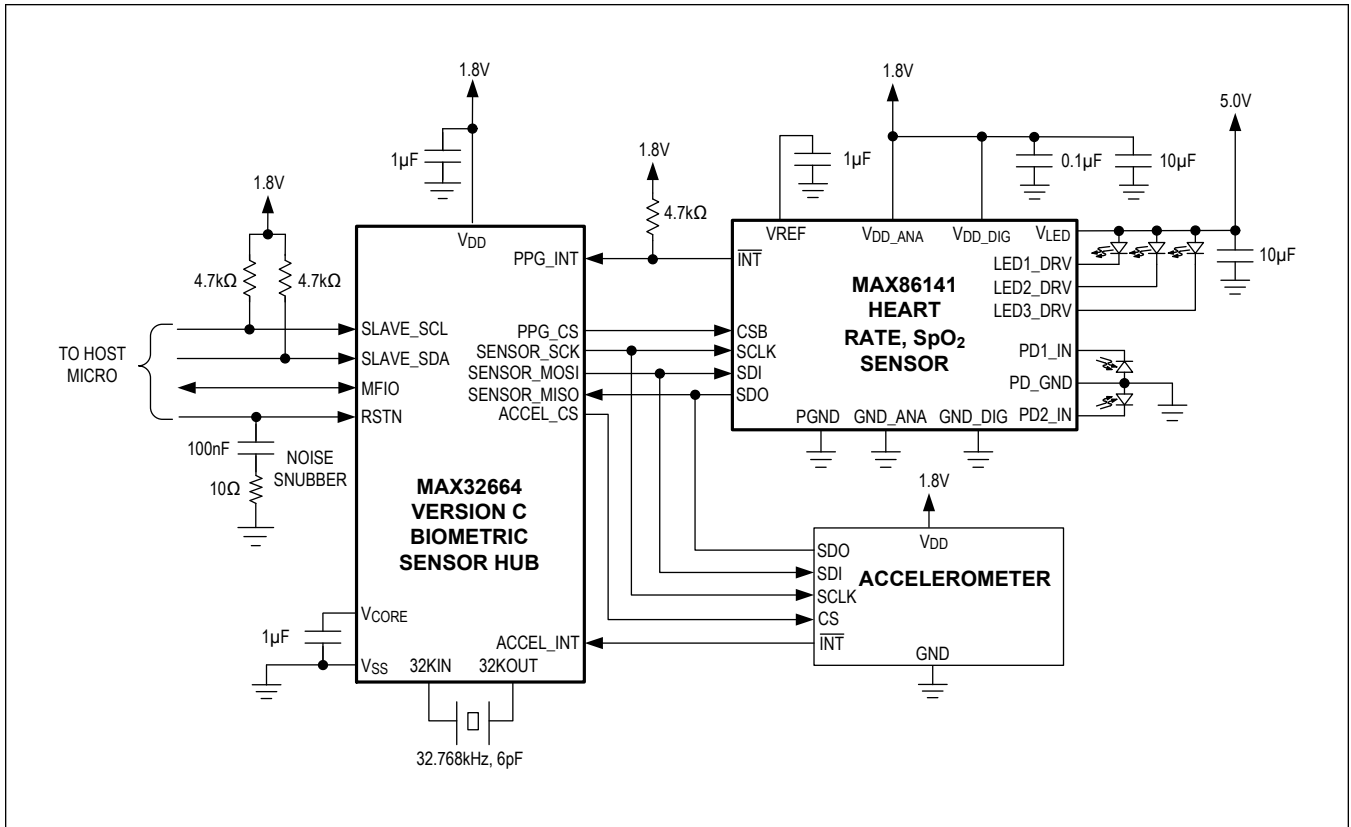 1.8V
1µF
1.8V
4.7kΩ
4.7kΩ
TO HOST
MICRO
100nF
10Ω
NOISE
SNUBBER
VDD
SLAVE_SCL
SLAVE_SDA
MFIO
RSTN
PPG_INT
PPG_CS
SENSOR_SCK
SENSOR_MOSI
SENSOR_MISO
ACCEL_CS
MAX32664
VERSION C
BIOMETRIC
SENSOR HUB
VCORE
1µF
VSS
32KIN
32KOUT
ACCEL_INT
32.768kHz, 6pF
1.8V
4.7kΩ
1µF
1.8V
0.1µF
10µF
5.0V
10µF
VREF
VDD_ANA
VDD_DIG
VLED
INT
LED1_DRV
LED2_DRV
LED3_DRV
MAX86141
HEART
RATE, SpO2
SENSOR
CSB
SCLK
SDI
SDO
PD1_IN
PD_GND
PD2_IN
PGND
GND_ANA
GND_DIG
1.8V
VDD
SDO
SDI
SCLK
CS
INT
ACCELEROMETER
GND